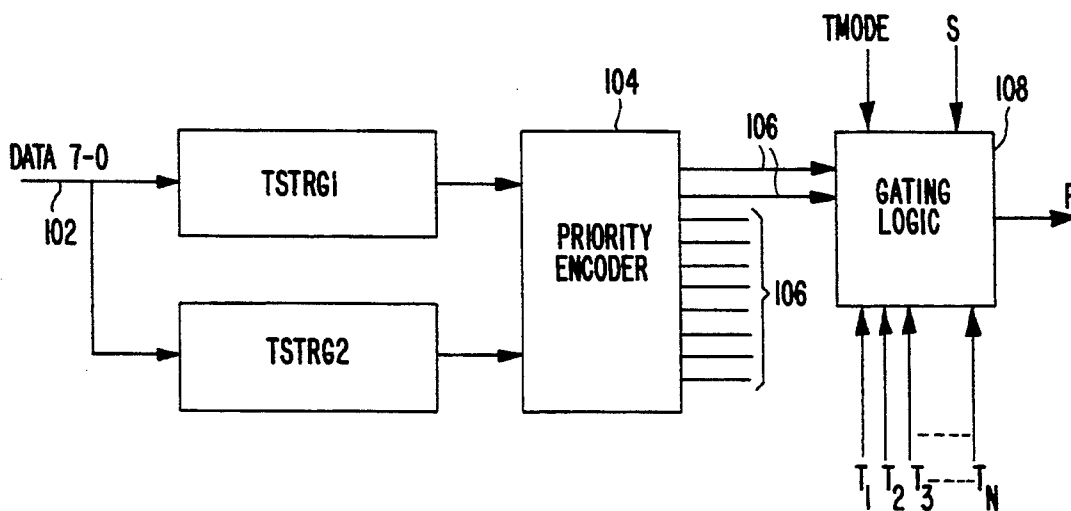 TMODE S
104
108
106
DATA 7-0
TSTRG1
102
PRIORITY
ENCODER
GATING
LOGIC
106
TSTRG2
T1 T2 T3 ----- TN